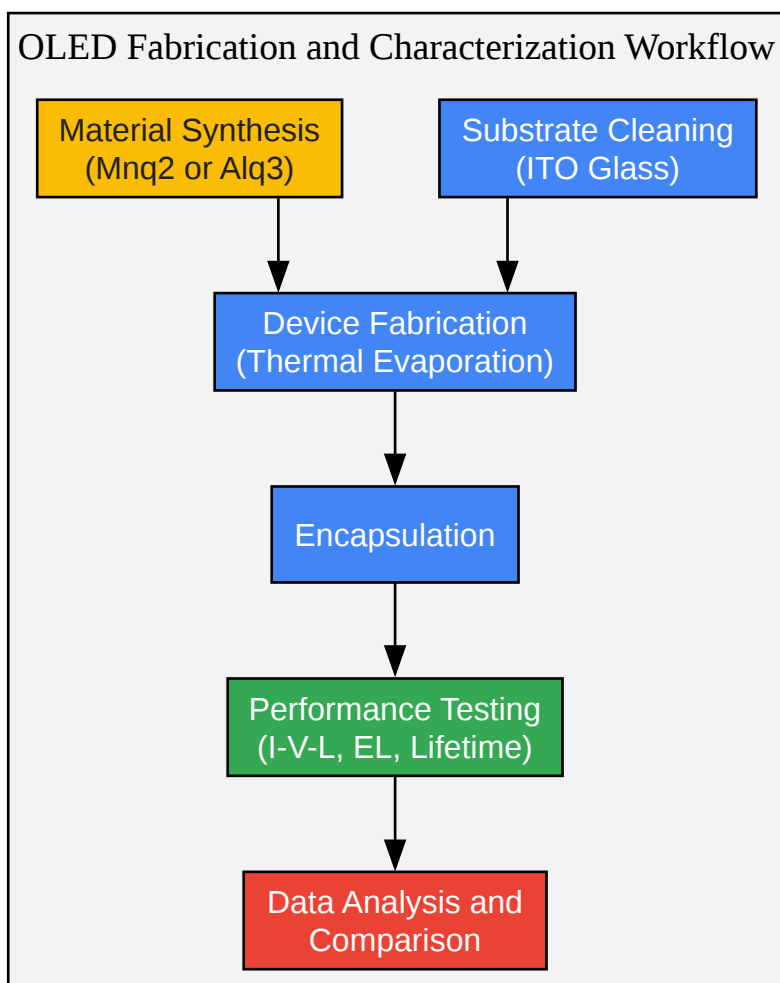 OLED Fabrication and Characterization Workflow
Material Synthesis
(Mnq2 or Alq3)
Substrate Cleaning
(ITO Glass)
Device Fabrication
(Thermal Evaporation)
Encapsulation
Performance Testing
(I-V-L, EL, Lifetime)
Data Analysis and
Comparison